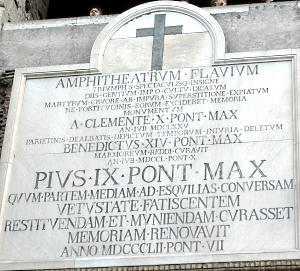 AMPHITHEATRVM · FLAVIVM
TRIVMPHIS · SPECTACVLISQ · INSIGNE
DIIS · GENTIVM · IMPIO · CVLTV · DICATVM
MARTYRVM · CRVORE · AB · IMPVRA · SVPERSTITIONE · EXPIATVM
NE · FORTITVDINIS · EORVM · EXCIDERET · MEMORIA
MONVMENTVM
A · CLEMENTE · X · PONT · MAX
AN · IVB · MDCLXXV
PARIETINIS · DEALBATIS · DEPICTVM · TEMPORVM · INIVRIA · DELETVM
BENEDICTVS · XIV · PONT · MAX
MARMOREVM · REDDI · CVRAVIT
AN · IVB · MDCCL · PONT · X
PIVS · IX · PONT · MAX
QVVM · PARTEM · MEDIAM · AD · ESQVILIAS · CONVERSAM
VETVSTATE · FATISCENTEM
RESTITVENDAM · ET · MVNIENDAM · CVRASSET
MEMORIAM · RENOVAVIT
ANNO · MDCCCLII · PONT · VII